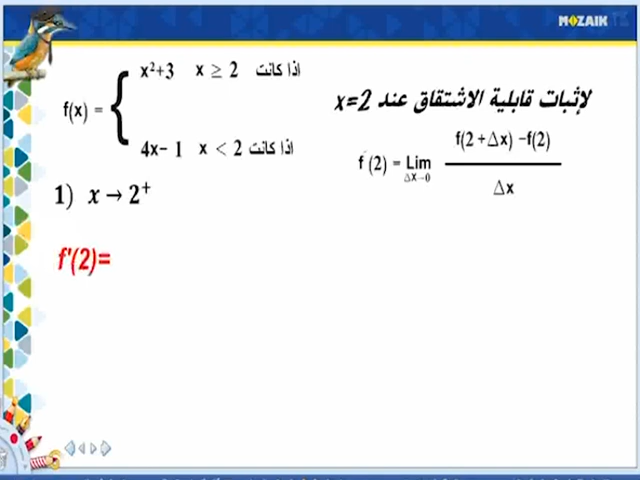 MOZAIK
x²+3 x ≥ 2 اذا كانت
f(x) = {
4x– 1 x < 2 اذا كانت
لإثبات قابلية الاشتقاق عند x=2
f′(2) = Lim Δx→0 f(2 +Δx) –f(2) / Δx
1) x → 2⁺
f′(2)=